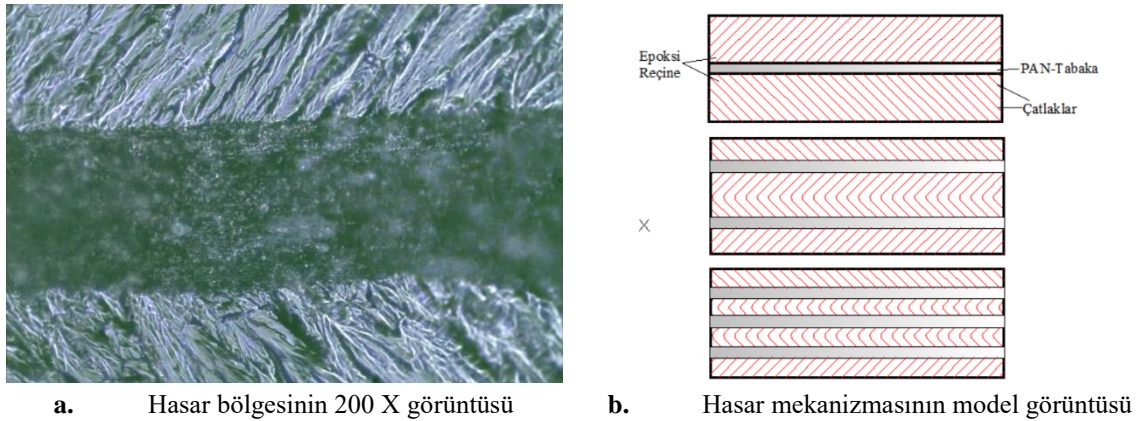 Epoksi
Reçine
PAN-Tabaka
Çatlaklar
X
a. Hasar bölgesinin 200 X görüntüsü
b. Hasar mekanizmasının model görüntüsü